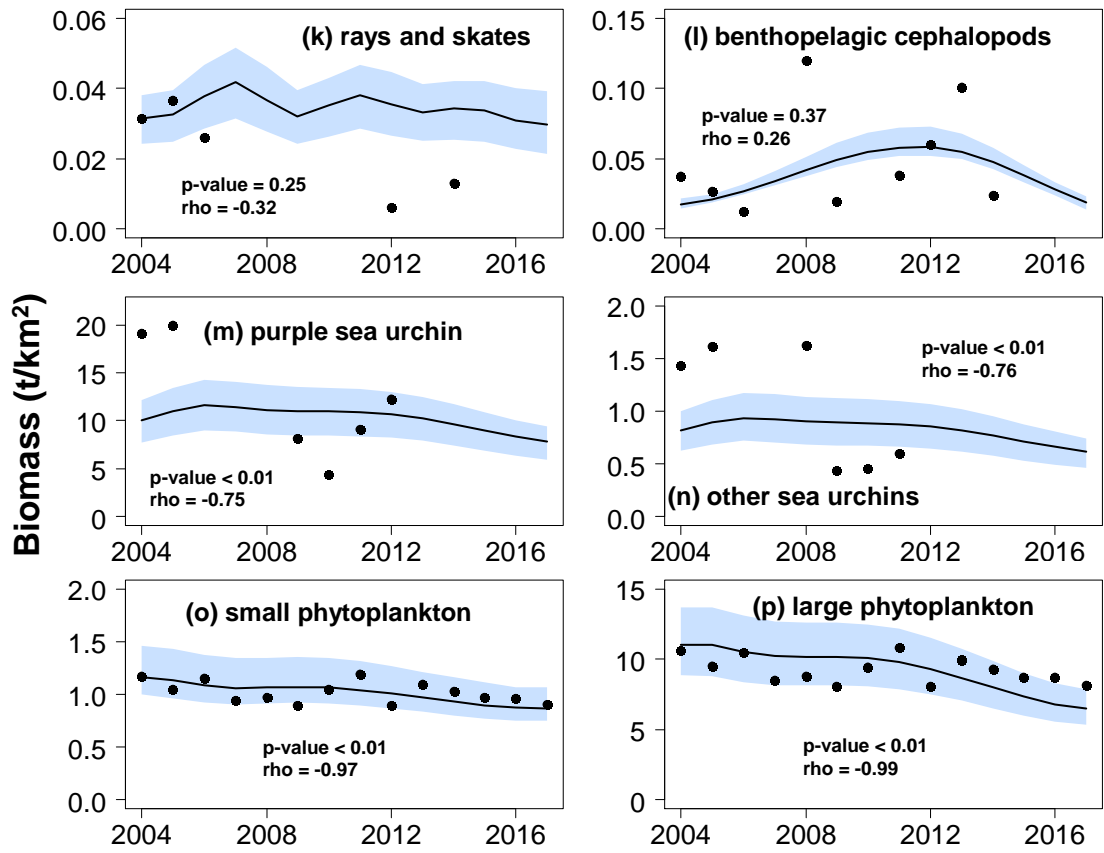 Biomass (t/km²)
(k) rays and skates
0.06
0.04
0.02
0.00
p-value = 0.25
rho = -0.32
2004 2008 2012 2016
(l) benthopelagic cephalopods
0.15
0.10
0.05
0.00
p-value = 0.37
rho = 0.26
2004 2008 2012 2016
(m) purple sea urchin
20
15
10
5
0
p-value < 0.01
rho = -0.75
2004 2008 2012 2016
2.0
1.5
1.0
0.5
0.0
p-value < 0.01
rho = -0.76
(n) other sea urchins
2004 2008 2012 2016
(o) small phytoplankton
2.0
1.5
1.0
0.5
0.0
p-value < 0.01
rho = -0.97
2004 2008 2012 2016
(p) large phytoplankton
15
10
5
0
p-value < 0.01
rho = -0.99
2004 2008 2012 2016